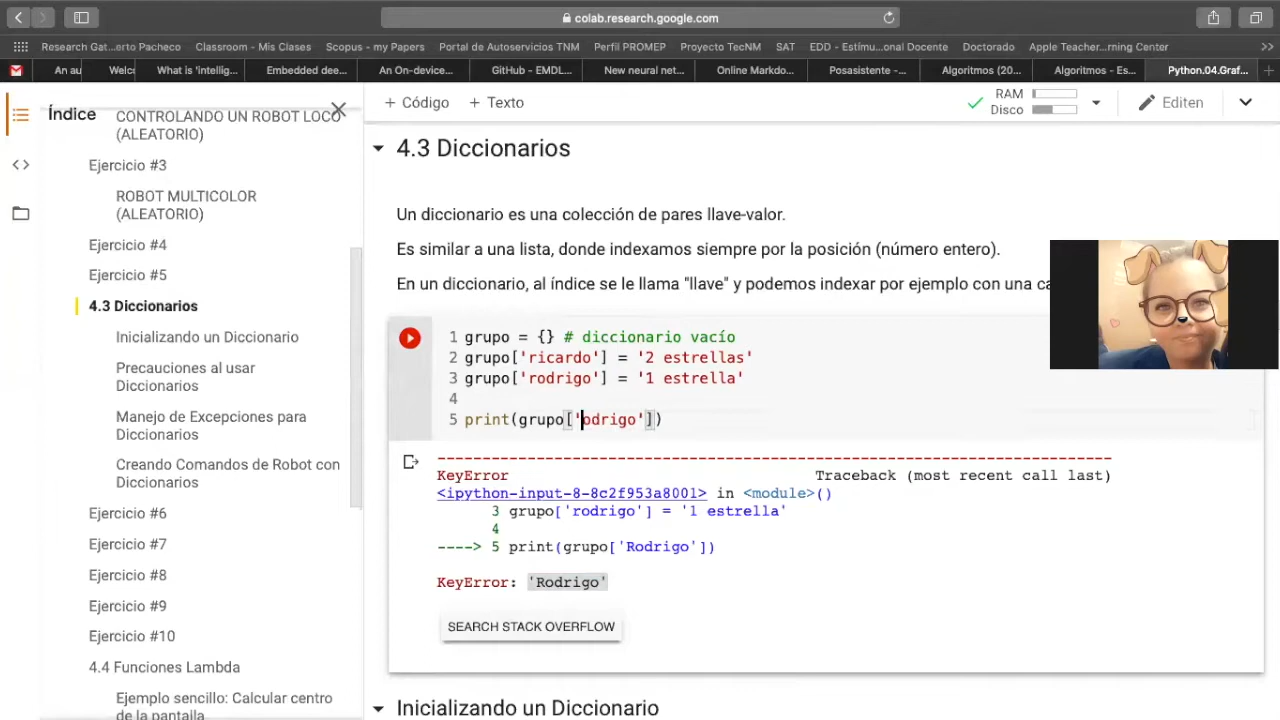 colab.research.google.com
Research Gat...erto Pacheco Classroom - Mis Clases Scopus - my Papers Portal de Autoservicios TNM Perfil PROMEP Proyecto TecNM SAT EDD - Estímu...onal Docente Doctorado Apple Teacher...rning Center >>
An au Welc What is 'intellig... Embedded dee... An On-device... GitHub - EMDL... New neural net... Online Markdo... Posasistente -... Algoritmos (20... Algoritmos - Es... Python.04.Graf...
Índice
CONTROLANDO UN ROBOT LOCO
(ALEATORIO)
Ejercicio #3
ROBOT MULTICOLOR
(ALEATORIO)
Ejercicio #4
Ejercicio #5
4.3 Diccionarios
Inicializando un Diccionario
Precauciones al usar
Diccionarios
Manejo de Excepciones para
Diccionarios
Creando Comandos de Robot con
Diccionarios
Ejercicio #6
Ejercicio #7
Ejercicio #8
Ejercicio #9
Ejercicio #10
4.4 Funciones Lambda
Ejemplo sencillo: Calcular centro
de la pantalla
+ Código + Texto
RAM
Disco
Editen
4.3 Diccionarios
Un diccionario es una colección de pares llave-valor.
Es similar a una lista, donde indexamos siempre por la posición (número entero).
En un diccionario, al índice se le llama "llave" y podemos indexar por ejemplo con una ca
1 grupo = {} # diccionario vacío
2 grupo['ricardo'] = '2 estrellas'
3 grupo['rodrigo'] = '1 estrella'
4
5 print(grupo['odrigo'])
---------------------------------------------------------------------------
KeyError Traceback (most recent call last)
<ipython-input-8-8c2f953a8001> in <module>()
3 grupo['rodrigo'] = '1 estrella'
4
----> 5 print(grupo['Rodrigo'])
KeyError: 'Rodrigo'
SEARCH STACK OVERFLOW
Inicializando un Diccionario